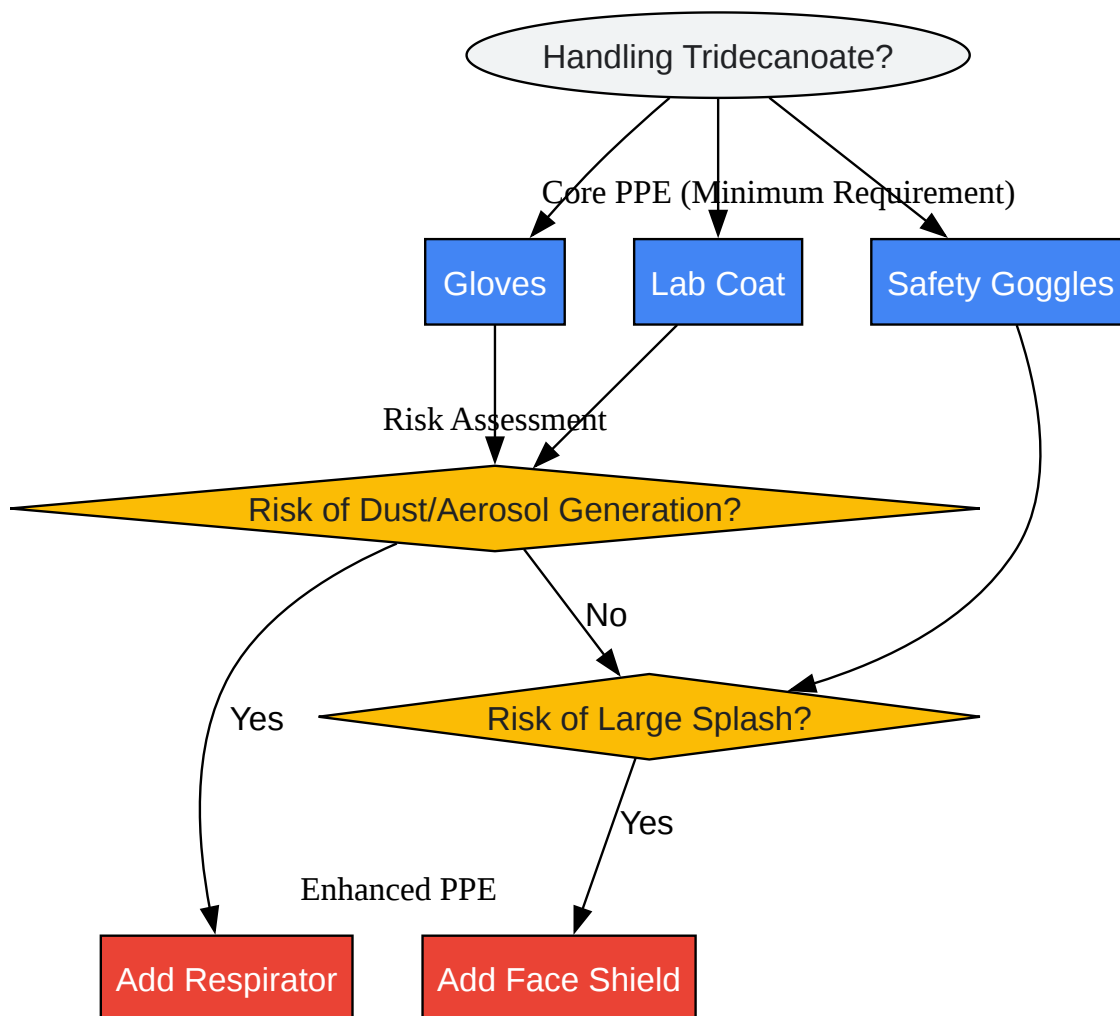 Handling Tridecanoate?
Core PPE (Minimum Requirement)
Gloves
Lab Coat
Safety Goggles
Risk Assessment
Risk of Dust/Aerosol Generation?
No
Yes
Risk of Large Splash?
Yes
Enhanced PPE
Add Respirator
Add Face Shield